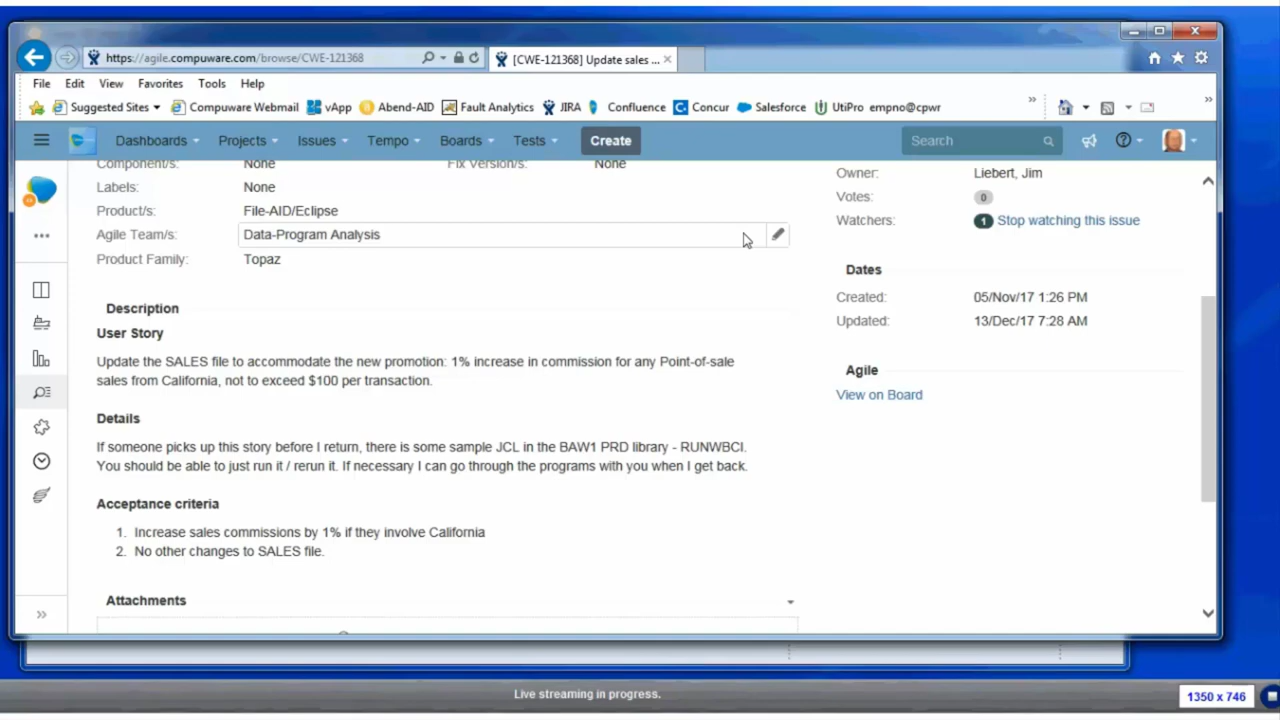 https://agile.compuware.com/browse/CWE-121368
[CWE-121368] Update sales ...
File Edit View Favorites Tools Help
Suggested Sites Compuware Webmail vApp Abend-AID Fault Analytics JIRA Confluence Concur Salesforce UtiPro empno@cpwr
Dashboards Projects Issues Tempo Boards Tests Create Search
Component/s: None Fix Version/s: None
Labels: None
Product/s: File-AID/Eclipse
Agile Team/s: Data-Program Analysis
Product Family: Topaz
Description
User Story
Update the SALES file to accommodate the new promotion: 1% increase in commission for any Point-of-sale
sales from California, not to exceed $100 per transaction.
Details
If someone picks up this story before I return, there is some sample JCL in the BAW1 PRD library - RUNWBCI.
You should be able to just run it / rerun it. If necessary I can go through the programs with you when I get back.
Acceptance criteria
1. Increase sales commissions by 1% if they involve California
2. No other changes to SALES file.
Attachments
Owner: Liebert, Jim
Votes: 0
Watchers: 1 Stop watching this issue
Dates
Created: 05/Nov/17 1:26 PM
Updated: 13/Dec/17 7:28 AM
Agile
View on Board
Live streaming in progress.
1350 x 746